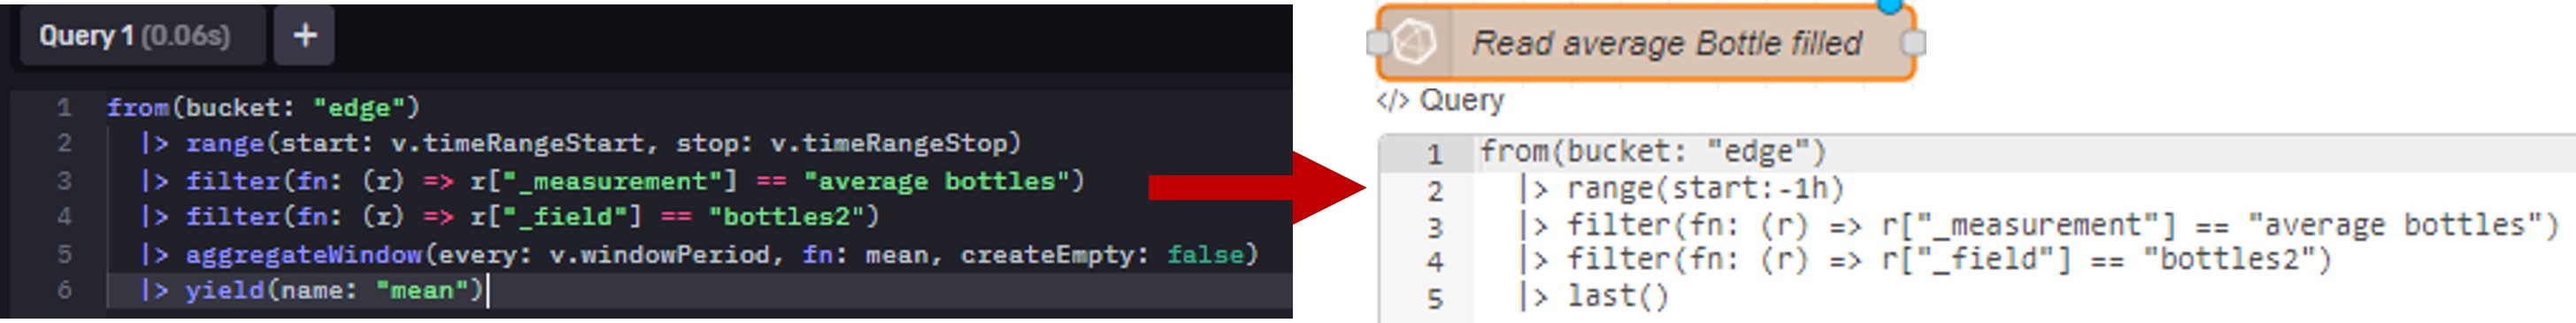 Query 1 (0.06s) +
1 from(bucket: "edge")
2 |> range(start: v.timeRangeStart, stop: v.timeRangeStop)
3 |> filter(fn: (r) => r["_measurement"] == "average bottles")
4 |> filter(fn: (r) => r["_field"] == "bottles2")
5 |> aggregateWindow(every: v.windowPeriod, fn: mean, createEmpty: false)
6 |> yield(name: "mean")
Read average Bottle filled
</> Query
1 from(bucket: "edge")
2 |> range(start:-1h)
3 |> filter(fn: (r) => r["_measurement"] == "average bottles")
4 |> filter(fn: (r) => r["_field"] == "bottles2")
5 |> last()